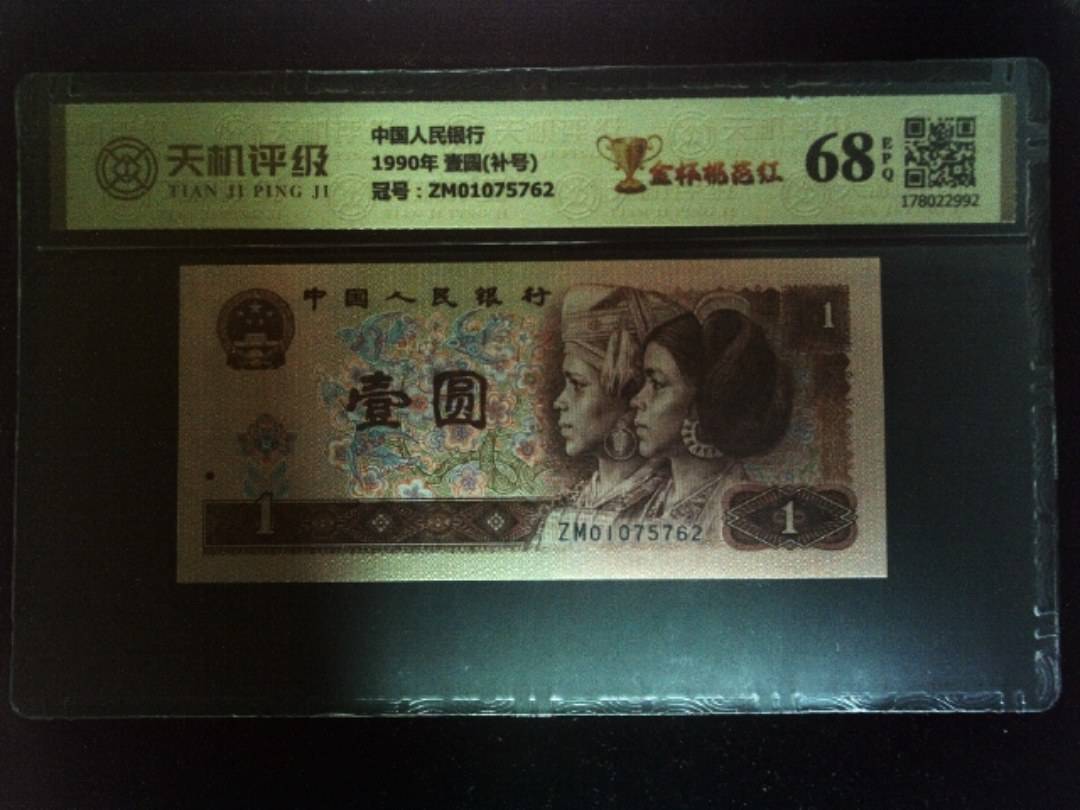 天机评级
TIAN JI PING JI
中国人民银行
1990年 壹圆(补号)
冠号：ZM01075762
金杯桃花红
68
EPQ
178022992
中国人民银行
1
壹圆
1
ZM01075762
1